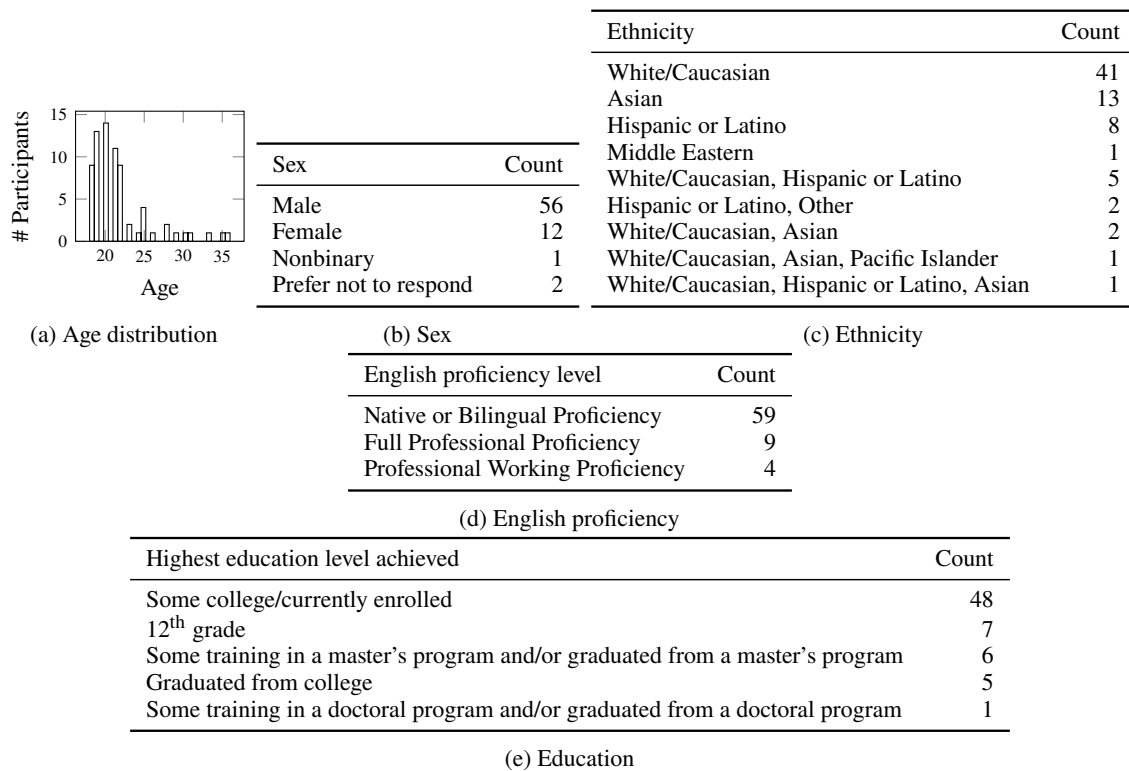 # Participants
15
10
5
0
20 25 30 35
Age
(a) Age distribution
Sex Count
Male 56
Female 12
Nonbinary 1
Prefer not to respond 2
(b) Sex
Ethnicity Count
White/Caucasian 41
Asian 13
Hispanic or Latino 8
Middle Eastern 1
White/Caucasian, Hispanic or Latino 5
Hispanic or Latino, Other 2
White/Caucasian, Asian 2
White/Caucasian, Asian, Pacific Islander 1
White/Caucasian, Hispanic or Latino, Asian 1
(c) Ethnicity
English proficiency level Count
Native or Bilingual Proficiency 59
Full Professional Proficiency 9
Professional Working Proficiency 4
(d) English proficiency
Highest education level achieved Count
Some college/currently enrolled 48
12th grade 7
Some training in a master's program and/or graduated from a master's program 6
Graduated from college 5
Some training in a doctoral program and/or graduated from a doctoral program 1
(e) Education